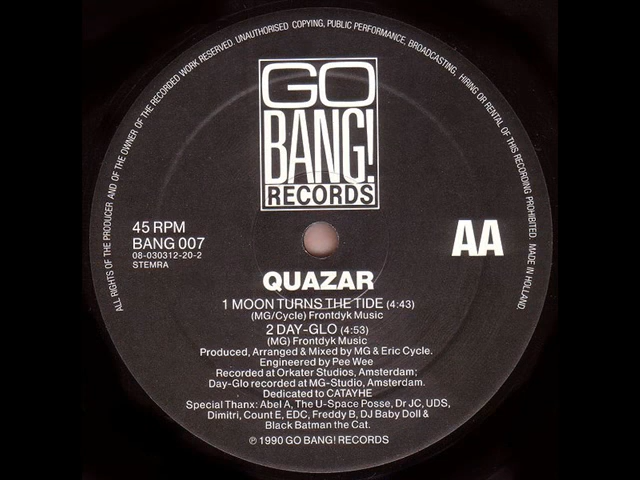 ALL RIGHTS OF THE PRODUCER AND OF THE OWNER OF THE RECORDED WORK RESERVED. UNAUTHORISED COPYING, PUBLIC PERFORMANCE, BROADCASTING, HIRING OR RENTAL OF THIS RECORDING PROHIBITED. MADE IN HOLLAND.
GO
BANG!
RECORDS
45 RPM
BANG 007
08-030312-20-2
STEMRA
AA
QUAZAR
1 MOON TURNS THE TIDE (4:43)
(MG/Cycle) Frontdyk Music
2 DAY-GLO (4:53)
(MG) Frontdyk Music
Produced, Arranged & Mixed by MG & Eric Cycle.
Engineered by Pee Wee
Recorded at Orkater Studios, Amsterdam;
Day-Glo recorded at MG-Studio, Amsterdam.
Dedicated to CATAYHE
Special Thanx: Abel A, The U-Space Posse, Dr JC, UDS,
Dimitri, Count E, EDC, Freddy B, DJ Baby Doll &
Black Batman the Cat.
℗ 1990 GO BANG! RECORDS